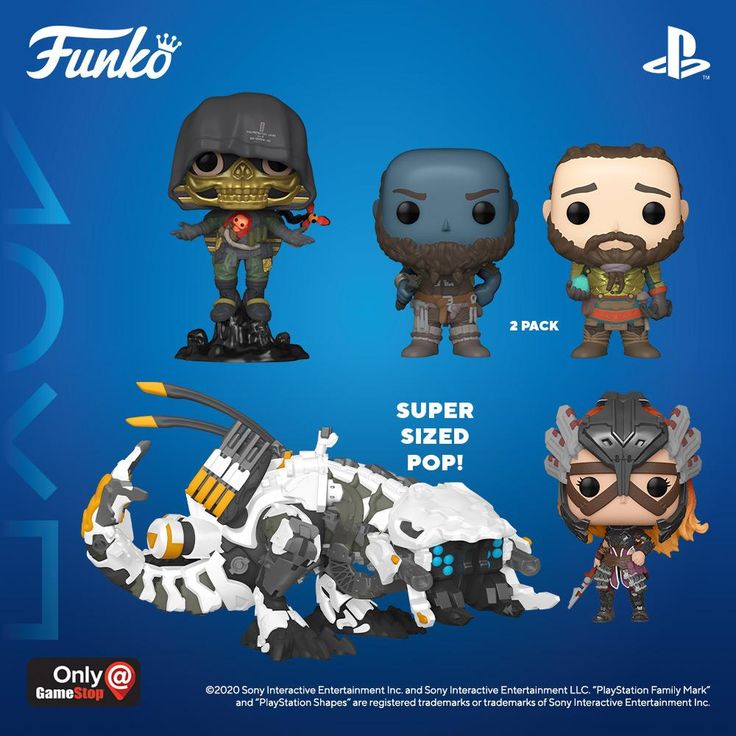 Funko
2 PACK
SUPER
SIZED
POP!
Only @
GameStop
©2020 Sony Interactive Entertainment Inc. and Sony Interactive Entertainment LLC. "PlayStation Family Mark"
and "PlayStation Shapes" are registered trademarks or trademarks of Sony Interactive Entertainment Inc.